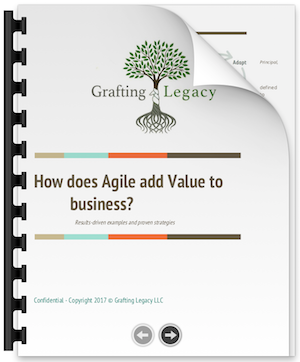 Adopt
Principal
defined
Grafting Legacy
How does Agile add Value to
business?
Results-driven examples and proven strategies
Confidential - Copyright 2017 © Grafting Legacy LLC